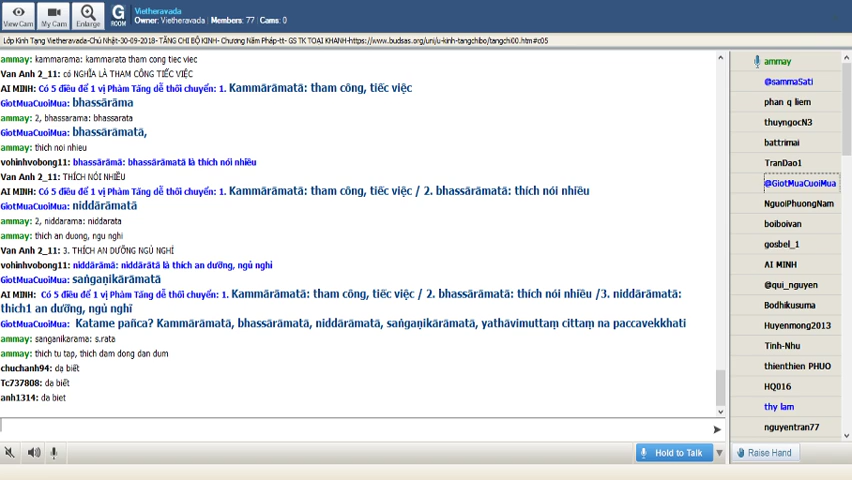 Vietheravada
Owner: Vietheravada | Members: 77 | Cams: 0
View Cam
My Cam
Enlarge
G
ROOM
Lớp Kinh Tạng Vietheravada-Chủ Nhật-30-09-2018- TĂNG CHI BỘ KINH- Chương Năm Pháp-tt- GS TK TOẠI KHANH-https://www.budsas.org/uni/u-kinh-tangchibo/tangchi00.htm#c05
ammay: kammarama: kammarata tham cong tiec viec
Van Anh 2_11: có NGHĨA LÀ THAM CÔNG TIẾC VIỆC
AI MINH: Có 5 điều để 1 vị Phàm Tăng dễ thối chuyển: 1. Kammārāmatā: tham công, tiếc việc
GiotMuaCuoiMua: bhassārāma
ammay: 2, bhassarama: bhassarata
GiotMuaCuoiMua: bhassārāmatā,
ammay: thich noi nhieu
vohinhvobong11: bhassārāmā: bhassārāmatā là thích nói nhiều
Van Anh 2_11: THÍCH NÓI NHIỀU
AI MINH: Có 5 điều để 1 vị Phàm Tăng dễ thối chuyển: 1. Kammārāmatā: tham công, tiếc việc / 2. bhassārāmatā: thích nói nhiều
GiotMuaCuoiMua: niddārāmatā
ammay: 2, niddarama: niddarata
ammay: thich an duong, ngu nghi
Van Anh 2_11: 3. THÍCH AN DƯỠNG NGỦ NGHỈ
vohinhvobong11: niddārāmā: niddārātā là thích an dưỡng, ngủ nghỉ
GiotMuaCuoiMua: saṅgaṇikārāmatā
AI MINH: Có 5 điều để 1 vị Phàm Tăng dễ thối chuyển: 1. Kammārāmatā: tham công, tiếc việc / 2. bhassārāmatā: thích nói nhiều /3. niddārāmatā:
thích1 an dưỡng, ngủ nghĩ
GiotMuaCuoiMua: Katame pañca? Kammārāmatā, bhassārāmatā, niddārāmatā, saṅgaṇikārāmatā, yathāvimuttaṃ cittaṃ na paccavekkhati
ammay: sanganikarama: s.rata
ammay: thich tu tap, thich dam dong dan dum
chuchanh94: dạ biết
Tc737808: dạ biết
anh1314: da biet
ammay
@sammaSati
phan q liem
thuyngocN3
battrimai
TranDao1
@GiotMuaCuoiMua
NguoiPhuongNam
boiboivan
gosbel_1
AI MINH
@qui_nguyen
Bodhikusuma
Huyenmong2013
Tinh-Nhu
thienthien PHUO
HQ016
thy lam
nguyentran77
Hold to Talk
Raise Hand